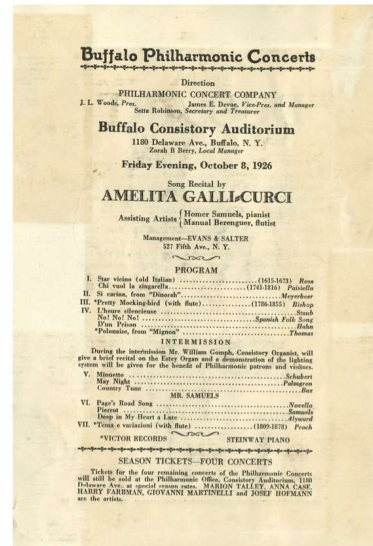 Buffalo Philharmonic Concerts
Direction
PHILHARMONIC CONCERT COMPANY
J. L. Woods, Pres. James E. Devoe, Vice-Pres. and Manager
Setta Robinson, Secretary and Treasurer
Buffalo Consistory Auditorium
1180 Delaware Ave., Buffalo, N. Y.
Zorah B Berry, Local Manager
Friday Evening, October 8, 1926
Song Recital by
AMELITA GALLI-CURCI
Assisting Artists { Homer Samuels, pianist
Manual Berenguer, flutist
Management—EVANS & SALTER
527 Fifth Ave., N. Y.
PROGRAM
I. Star vicino (old Italian) (1615-1673) Rosa
Chi vuol la zingarella (1741-1816) Paisiello
II. Si carina, from "Dinorah" Meyerbeer
III. *Pretty Mocking-bird (with flute) (1786-1855) Bishop
IV. L'heure silencieuse Staub
No! No! No! Spanish Folk Song
D'un Prison Hahn
*Polonaise, from "Mignon" Thomas
INTERMISSION
During the intermission Mr. William Gomph, Consistory Organist, will
give a brief recital on the Estey Organ and a demonstration of the lighting
system will be given for the benefit of Philharmonic patrons and visitors.
V. Minuetto Schubert
May Night Palmgren
Country Tune Bax
MR. SAMUELS
VI. Page's Road Song Novello
Pierrot Samuels
Deep in My Heart a Lute Alyward
VII. *Tema e variazioni (with flute) (1809-1878) Proch
*VICTOR RECORDS STEINWAY PIANO
SEASON TICKETS—FOUR CONCERTS
Tickets for the four remaining concerts of the Philharmonic Concerts
will still be sold at the Philharmonic Office, Consistory Auditorium, 1180
Delaware Ave. at special season rates. MARION TALLEY, ANNA CASE,
HARRY FARBMAN, GIOVANNI MARTINELLI and JOSEF HOFMANN
are the artists.